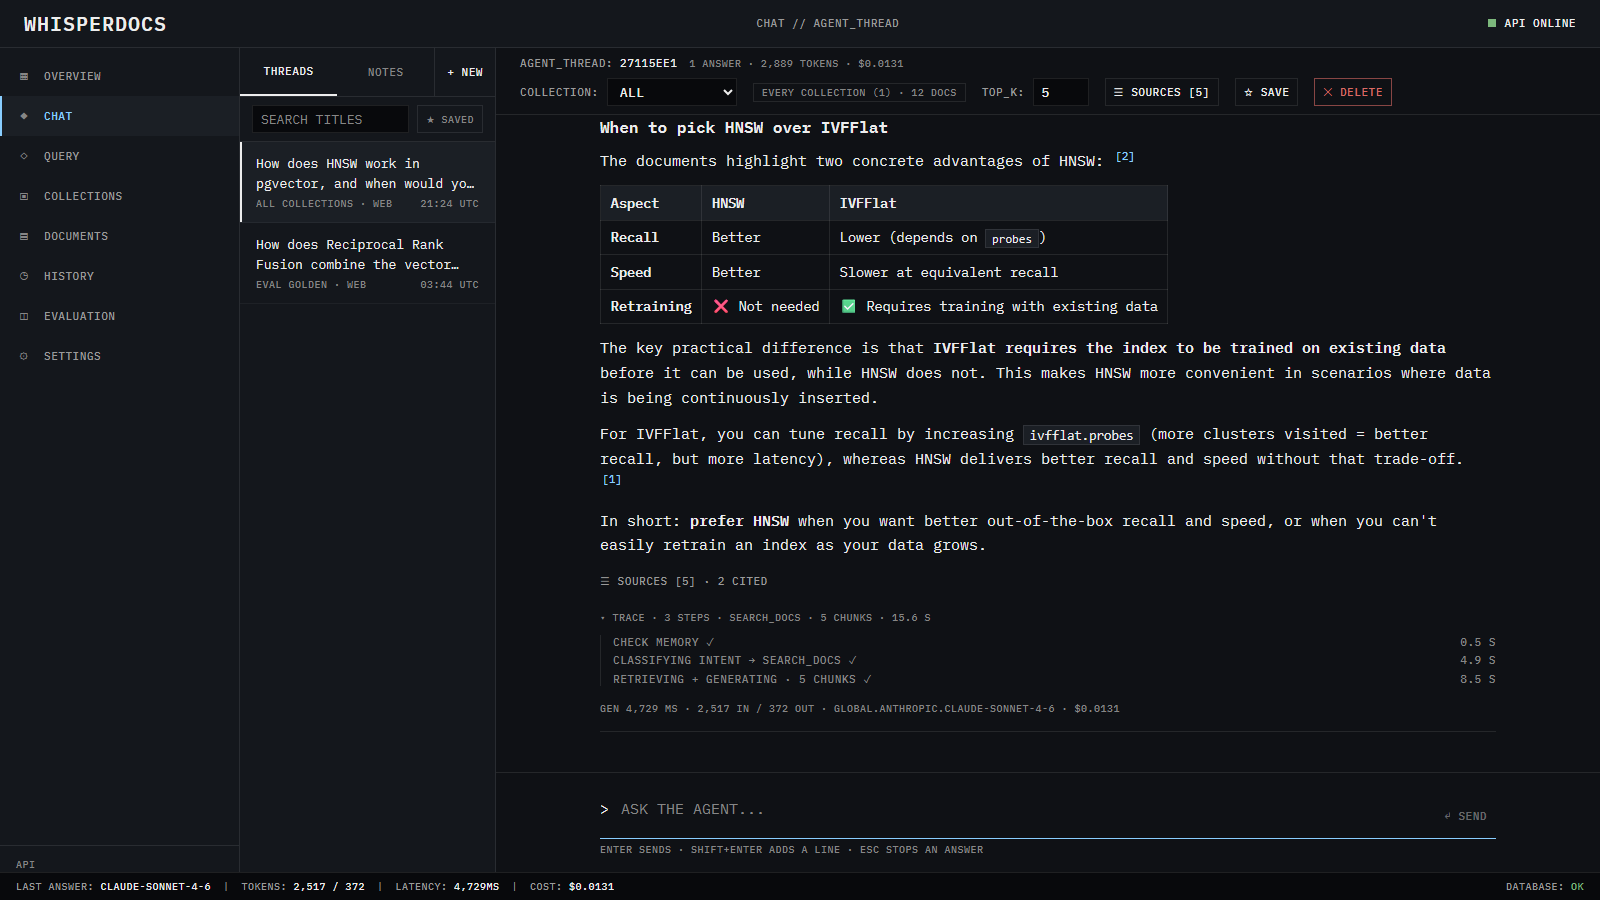 WHISPERDOCS
CHAT // AGENT_THREAD
API ONLINE
OVERVIEW
CHAT
QUERY
COLLECTIONS
DOCUMENTS
HISTORY
EVALUATION
SETTINGS
API
THREADS
NOTES
+ NEW
SEARCH TITLES
★ SAVED
How does HNSW work in
pgvector, and when would yo…
ALL COLLECTIONS · WEB 21:24 UTC
How does Reciprocal Rank
Fusion combine the vector…
EVAL GOLDEN · WEB 03:44 UTC
AGENT_THREAD: 27115EE1 1 ANSWER · 2,889 TOKENS · $0.0131
COLLECTION: ALL EVERY COLLECTION (1) · 12 DOCS TOP_K: 5 ☰ SOURCES [5] ☆ SAVE ✕ DELETE
When to pick HNSW over IVFFlat
The documents highlight two concrete advantages of HNSW: [2]
Aspect HNSW IVFFlat
Recall Better Lower (depends on probes)
Speed Better Slower at equivalent recall
Retraining ❌ Not needed ✅ Requires training with existing data
The key practical difference is that IVFFlat requires the index to be trained on existing data
before it can be used, while HNSW does not. This makes HNSW more convenient in scenarios where data
is being continuously inserted.
For IVFFlat, you can tune recall by increasing ivfflat.probes (more clusters visited = better
recall, but more latency), whereas HNSW delivers better recall and speed without that trade-off.
[1]
In short: prefer HNSW when you want better out-of-the-box recall and speed, or when you can't
easily retrain an index as your data grows.
☰ SOURCES [5] · 2 CITED
TRACE · 3 STEPS · SEARCH_DOCS · 5 CHUNKS · 15.6 S
CHECK MEMORY ✓ 0.5 S
CLASSIFYING INTENT → SEARCH_DOCS ✓ 4.9 S
RETRIEVING + GENERATING · 5 CHUNKS ✓ 8.5 S
GEN 4,729 MS · 2,517 IN / 372 OUT · GLOBAL.ANTHROPIC.CLAUDE-SONNET-4-6 · $0.0131
> ASK THE AGENT...
↲ SEND
ENTER SENDS · SHIFT+ENTER ADDS A LINE · ESC STOPS AN ANSWER
LAST ANSWER: CLAUDE-SONNET-4-6 | TOKENS: 2,517 / 372 | LATENCY: 4,729MS | COST: $0.0131
DATABASE: OK